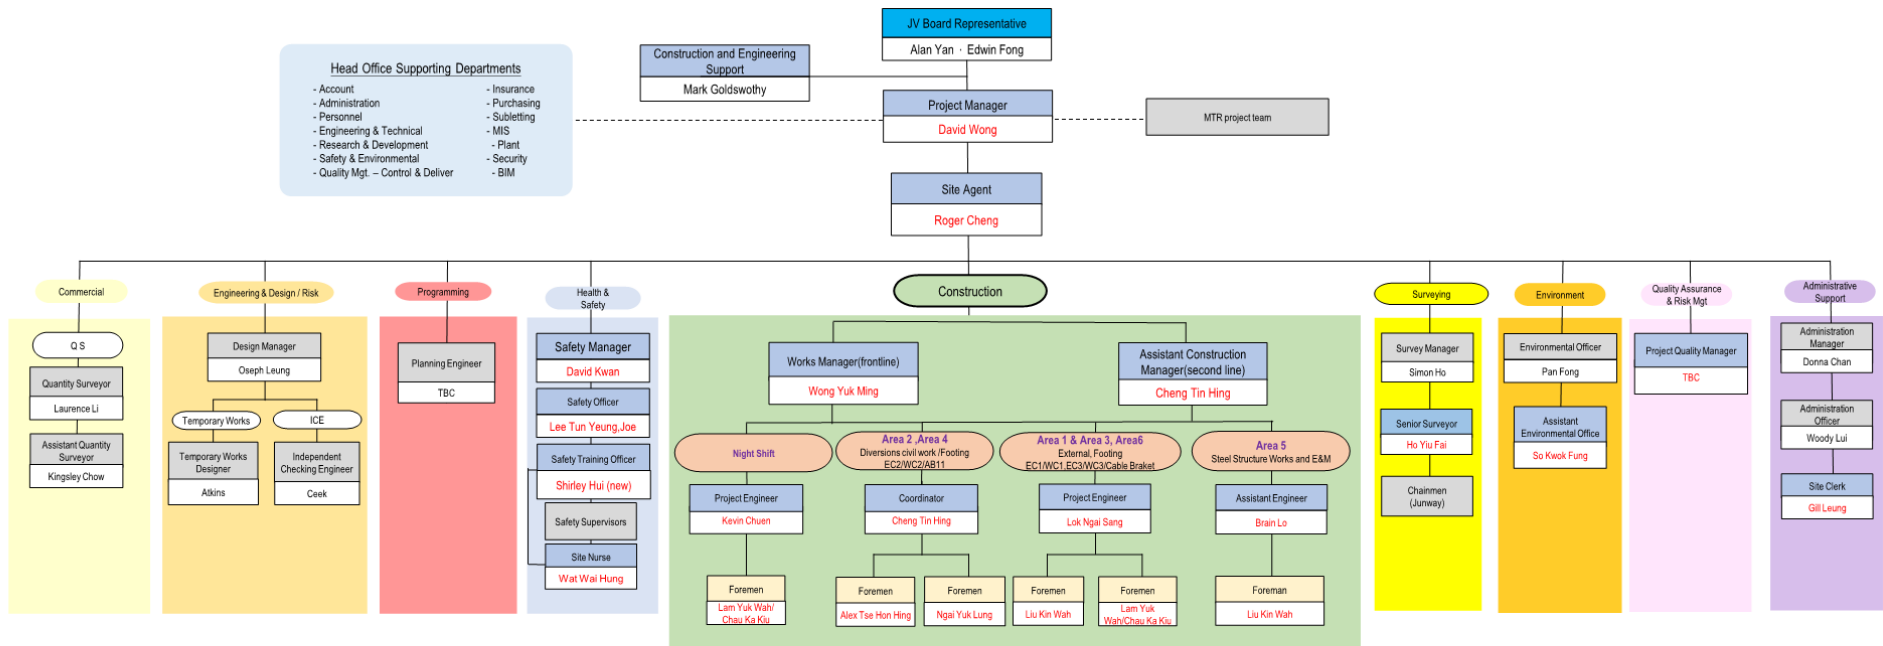 JV Board Representative
Alan Yan · Edwin Fong
Construction and Engineering
Support
Mark Goldswothy
Head Office Supporting Departments
- Account
- Administration
- Personnel
- Engineering & Technical
- Research & Development
- Safety & Environmental
- Quality Mgt. – Control & Deliver
- Insurance
- Purchasing
- Subletting
- MIS
- Plant
- Security
- BIM
Project Manager
David Wong
MTR project team
Site Agent
Roger Cheng
Commercial
Q S
Quantity Surveyor
Laurence Li
Assistant Quantity
Surveyor
Kingsley Chow
Engineering & Design / Risk
Design Manager
Oseph Leung
Temporary Works
Temporary Works
Designer
Atkins
ICE
Independent
Checking Engineer
Ceek
Programming
Planning Engineer
TBC
Health &
Safety
Safety Manager
David Kwan
Safety Officer
Lee Tun Yeung,Joe
Safety Training Officer
Shirley Hui (new)
Safety Supervisors
Site Nurse
Wat Wai Hung
Construction
Works Manager(frontline)
Wong Yuk Ming
Assistant Construction
Manager(second line)
Cheng Tin Hing
Night Shift
Project Engineer
Kevin Chuen
Foremen
Lam Yuk Wah/
Chau Ka Kiu
Area 2 ,Area 4
Diversions civil work /Footing
EC2/WC2/AB11
Coordinator
Cheng Tin Hing
Foremen
Alex Tse Hon Hing
Foremen
Ngai Yuk Lung
Area 1 & Area 3, Area6
External, Footing
EC1/WC1,EC3/WC3/Cable Braket
Project Engineer
Lok Ngai Sang
Foremen
Liu Kin Wah
Foremen
Lam Yuk
Wah/Chau Ka Kiu
Area 5
Steel Structure Works and E&M
Assistant Engineer
Brain Lo
Foreman
Liu Kin Wah
Surveying
Survey Manager
Simon Ho
Senior Surveyor
Ho Yiu Fai
Chainmen
(Junway)
Environment
Environmental Officer
Pan Fong
Assistant
Environmental Office
So Kwok Fung
Quality Assurance
& Risk Mgt
Project Quality Manager
TBC
Administrative
Support
Administration
Manager
Donna Chan
Administration
Officer
Woody Lui
Site Clerk
Gill Leung